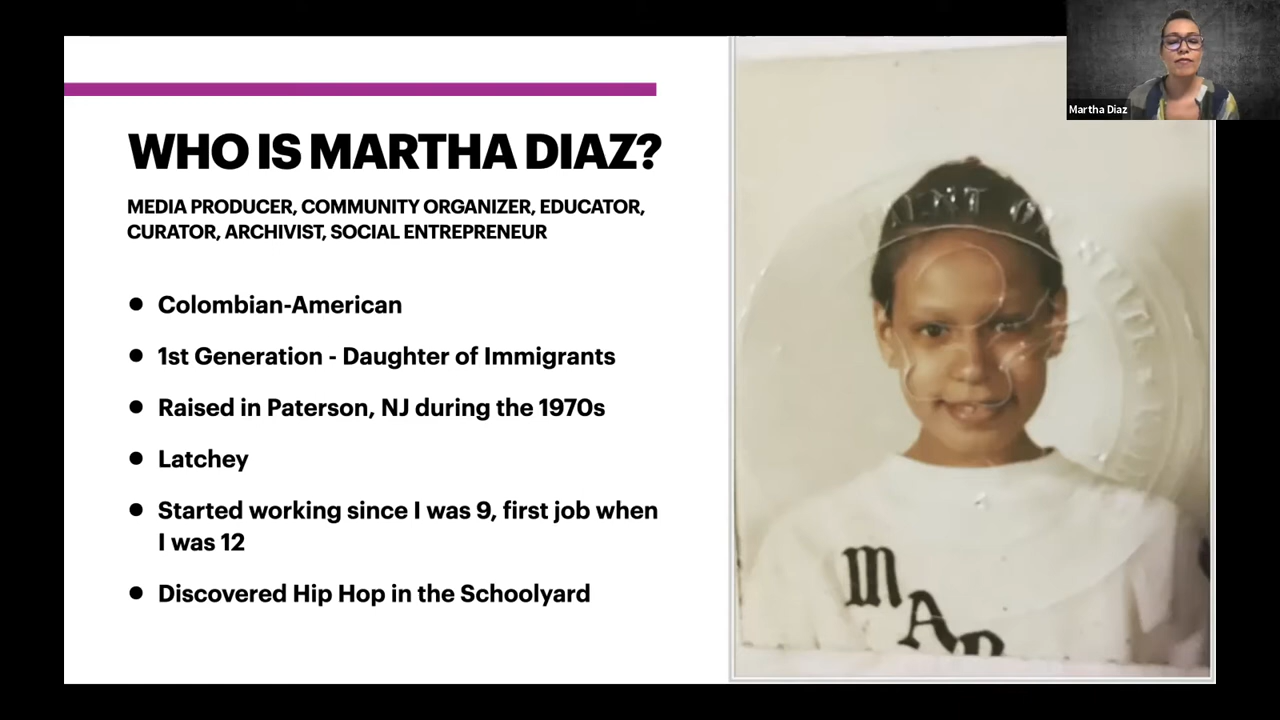 WHO IS MARTHA DIAZ?
MEDIA PRODUCER, COMMUNITY ORGANIZER, EDUCATOR,
CURATOR, ARCHIVIST, SOCIAL ENTREPRENEUR
Colombian-American
1st Generation - Daughter of Immigrants
Raised in Paterson, NJ during the 1970s
Latchey
Started working since I was 9, first job when
I was 12
Discovered Hip Hop in the Schoolyard
Martha Diaz